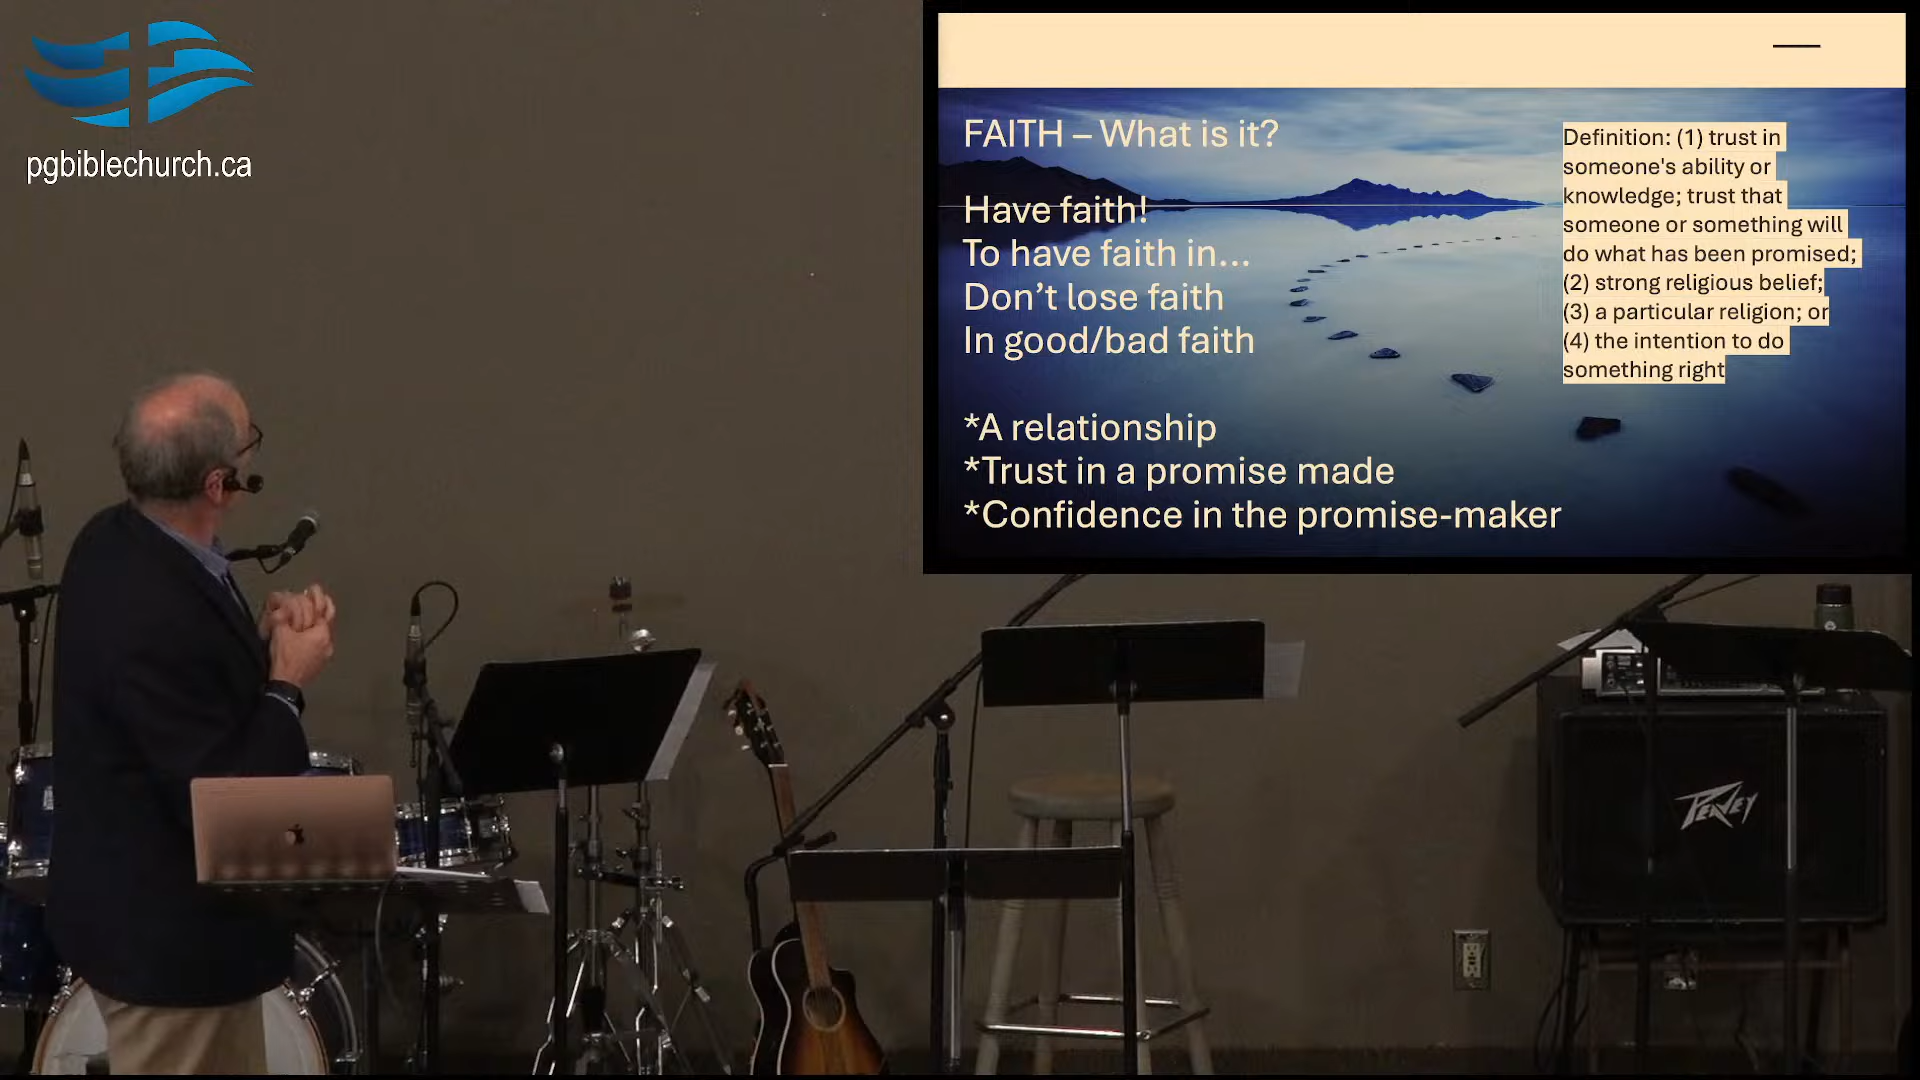 pgbiblechurch.ca
FAITH – What is it?
Have faith!
To have faith in...
Don’t lose faith
In good/bad faith
*A relationship
*Trust in a promise made
*Confidence in the promise-maker
Definition: (1) trust in
someone's ability or
knowledge; trust that
someone or something will
do what has been promised;
(2) strong religious belief;
(3) a particular religion; or
(4) the intention to do
something right
PEAVEY